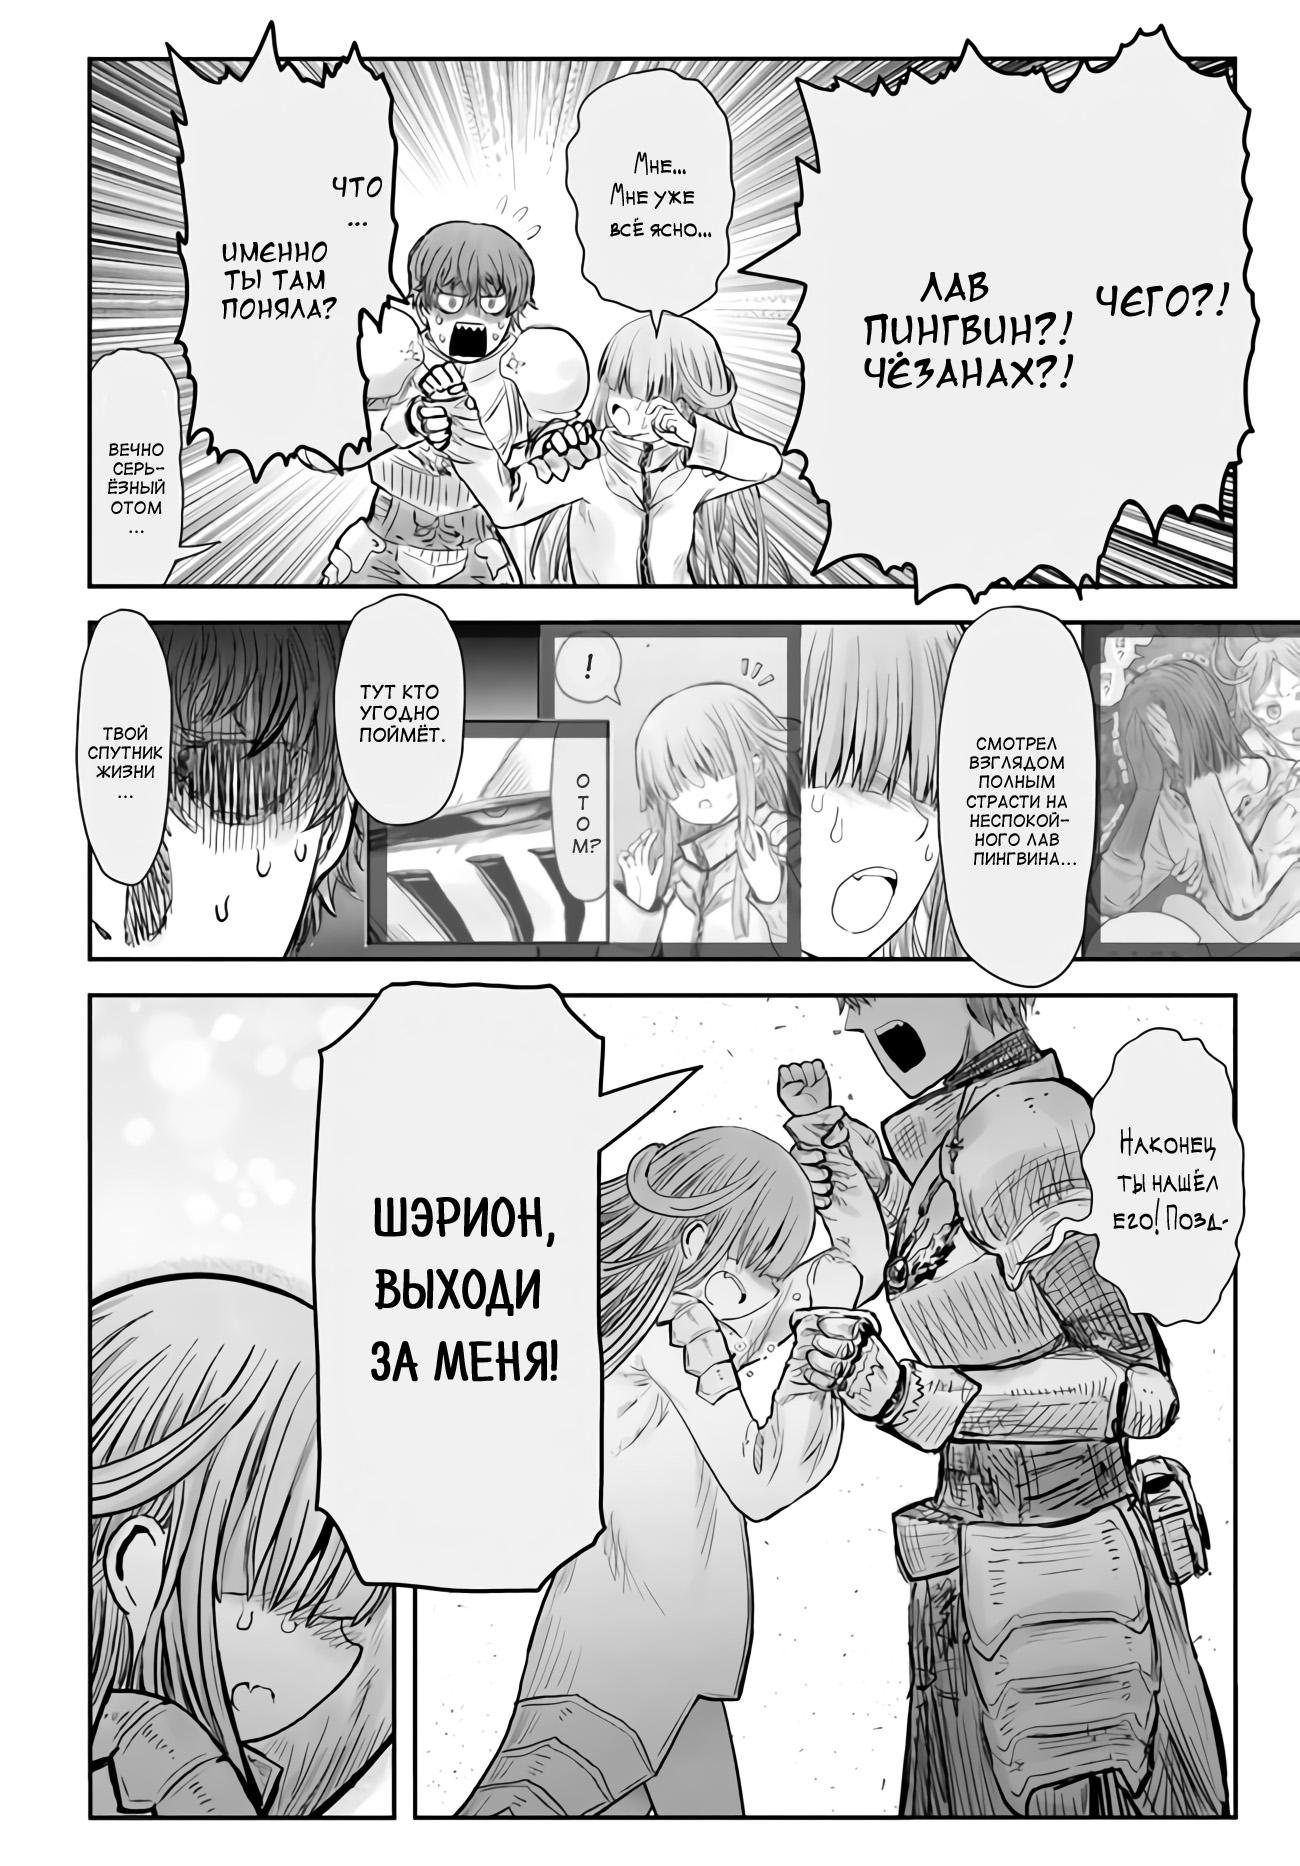 ЧЕГО?!
ЛАВ
ПИНГВИН?!
ЧЁЗАНАХ?!
Мне...
Мне уже
всё ясно...
ЧТО
...
ИМЕННО
ТЫ ТАМ
ПОНЯЛА?
ВЕЧНО
СЕРЬ-
ЁЗНЫЙ
ОТОМ
...
СМОТРЕЛ
ВЗГЛЯДОМ
ПОЛНЫМ
СТРАСТИ НА
НЕСПОКОЙ-
НОГО ЛАВ
ПИНГВИНА...
!
ОТОМ?
ТУТ КТО
УГОДНО
ПОЙМЁТ.
ТВОЙ
СПУТНИК
ЖИЗНИ
...
Наконец
ты нашёл
его! Позд-
ШЭРИОН,
ВЫХОДИ
ЗА МЕНЯ!